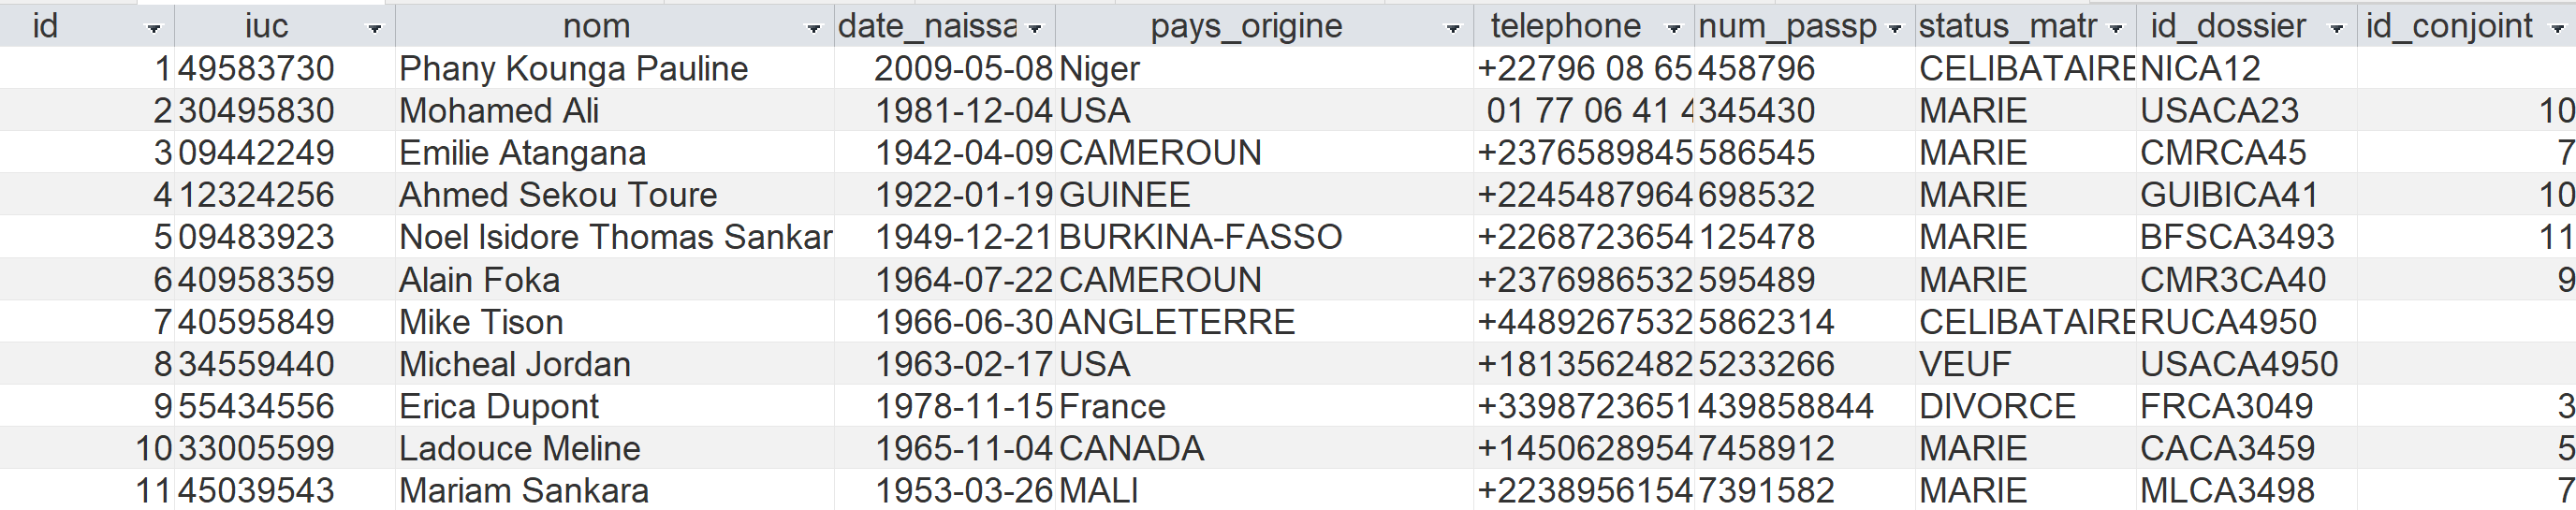 id iuc nom date_naissa pays_origine telephone num_passp status_matr id_dossier id_conjoint
1 49583730 Phany Kounga Pauline 2009-05-08 Niger +22796 08 65 458796 CELIBATAIRE NICA12
2 30495830 Mohamed Ali 1981-12-04 USA 01 77 06 41 4 345430 MARIE USACA23 10
3 09442249 Emilie Atangana 1942-04-09 CAMEROUN +2376589845 586545 MARIE CMRCA45 7
4 12324256 Ahmed Sekou Toure 1922-01-19 GUINEE +2245487964 698532 MARIE GUIBICA41 10
5 09483923 Noel Isidore Thomas Sankar 1949-12-21 BURKINA-FASSO +2268723654 125478 MARIE BFSCA3493 11
6 40958359 Alain Foka 1964-07-22 CAMEROUN +2376986532 595489 MARIE CMR3CA40 9
7 40595849 Mike Tison 1966-06-30 ANGLETERRE +4489267532 5862314 CELIBATAIRE RUCA4950
8 34559440 Micheal Jordan 1963-02-17 USA +1813562482 5233266 VEUF USACA4950
9 55434556 Erica Dupont 1978-11-15 France +3398723651 439858844 DIVORCE FRCA3049 3
10 33005599 Ladouce Meline 1965-11-04 CANADA +1450628954 7458912 MARIE CACA3459 5
11 45039543 Mariam Sankara 1953-03-26 MALI +2238956154 7391582 MARIE MLCA3498 7